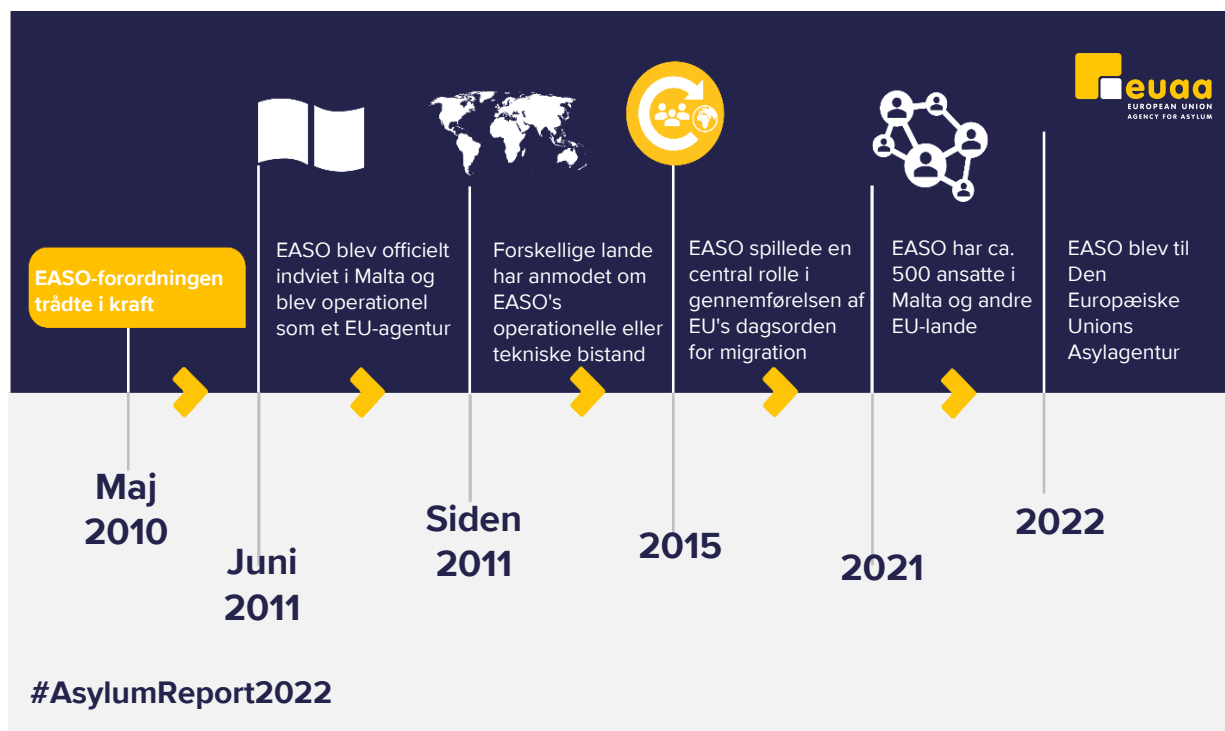 euaa
EUROPEAN UNION
AGENCY FOR ASYLUM
EASO-forordningen
trådte i kraft
EASO blev officielt
indviet i Malta og
blev operationel
som et EU-agentur
Forskellige lande
har anmodet om
EASO's
operationelle eller
tekniske bistand
EASO spillede en
central rolle i
gennemførelsen af
EU's dagsorden
for migration
EASO har ca.
500 ansatte i
Malta og andre
EU-lande
EASO blev til
Den
Europæiske
Unions
Asylagentur
Maj
2010
Juni
2011
Siden
2011
2015
2021
2022
#AsylumReport2022